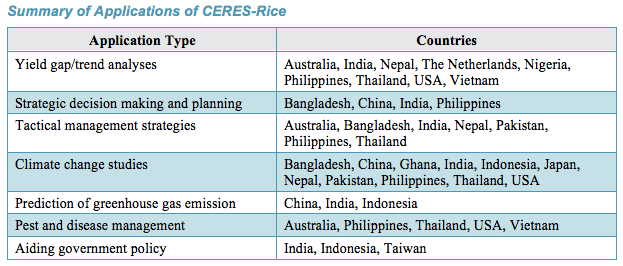 Summary of Applications of CERES-Rice
Application Type Countries
Yield gap/trend analyses Australia, India, Nepal, The Netherlands, Nigeria,
Philippines, Thailand, USA, Vietnam
Strategic decision making and planning Bangladesh, China, India, Philippines
Tactical management strategies Australia, Bangladesh, India, Nepal, Pakistan,
Philippines, Thailand
Climate change studies Bangladesh, China, Ghana, India, Indonesia, Japan,
Nepal, Pakistan, Philippines, Thailand, USA
Prediction of greenhouse gas emission China, India, Indonesia
Pest and disease management Australia, Philippines, Thailand, USA, Vietnam
Aiding government policy India, Indonesia, Taiwan